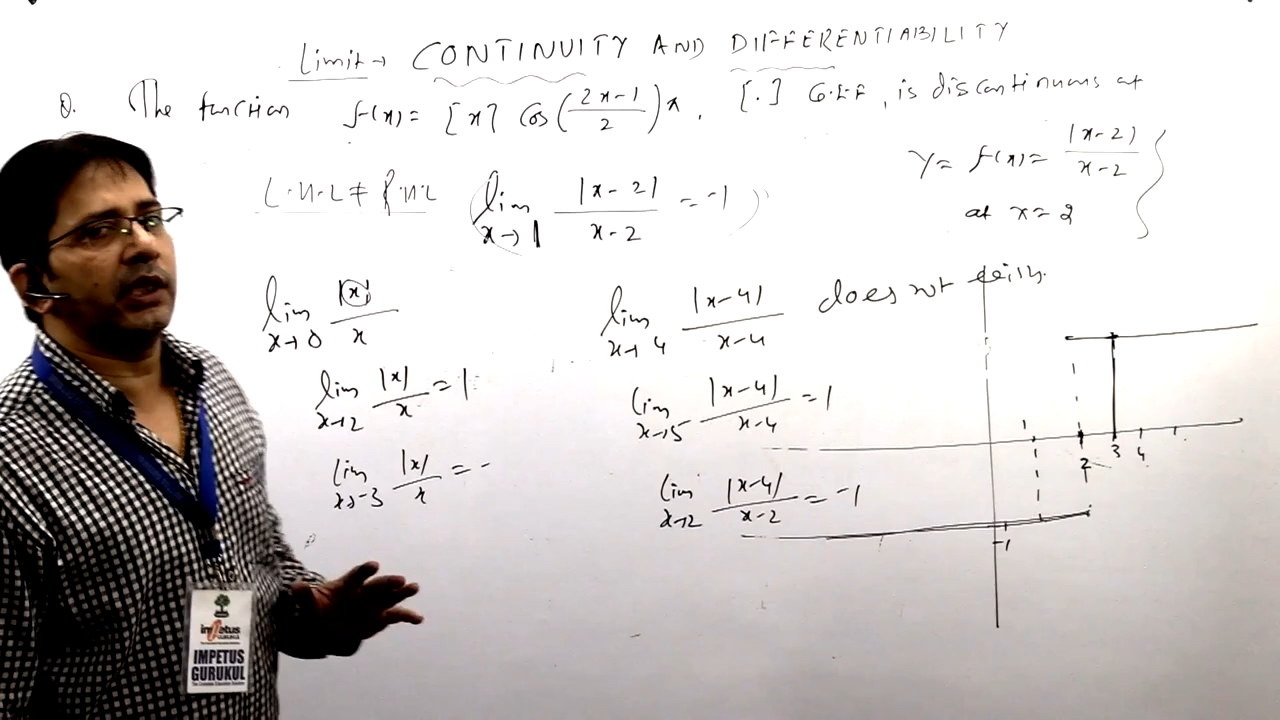 Limit → CONTINUITY AND DIFFERENTIABILITY
Q. The function f(x) = [x] cos(2x-1/2)π, [.] G.I.F, is discontinuous at
L.H.L ≠ R.H.L
lim x→1 |x-2|/x-2 = -1
y = f(x) = |x-2|/x-2
at x = 2
lim x→0 |x|/x
lim x→4 |x-4|/x-4 does not exists.
lim x→2 |x|/x = 1
lim x→5 |x-4|/x-4 = 1
lim x→-3 |x|/x = -
lim x→2 |x-4|/x-2 = -1
1
2
3
4
-1
impetus
GURUKUL
IMPETUS
GURUKUL